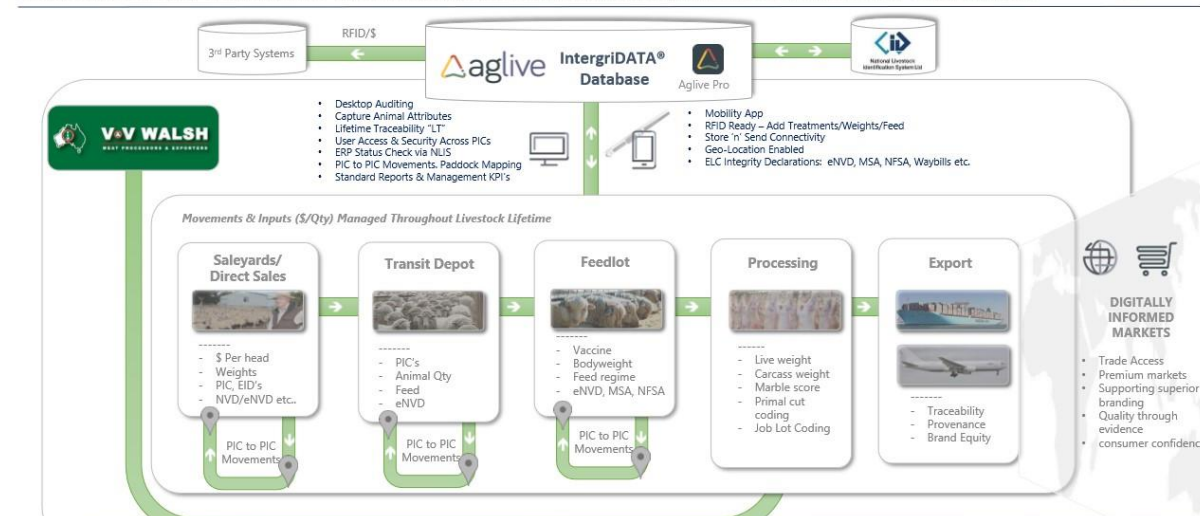 RFID/$
3rd Party Systems
aglive
IntergriDATA®
Database
Aglive Pro
National Livestock
Identification System Ltd
V&V WALSH
MEAT PROCESSORS & EXPORTERS
• Desktop Auditing
• Capture Animal Attributes
• Lifetime Traceability "LT"
• User Access & Security Across PICs
• ERP Status Check via NLIS
• PIC to PIC Movements. Paddock Mapping
• Standard Reports & Management KPI's
• Mobility App
• RFID Ready – Add Treatments/Weights/Feed
• Store 'n' Send Connectivity
• Geo-Location Enabled
• ELC Integrity Declarations: eNVD, MSA, NFSA, Waybills etc.
Movements & Inputs ($/Qty) Managed Throughout Livestock Lifetime
Saleyards/
Direct Sales
-------
- $ Per head
- Weights
- PIC, EID's
- NVD/eNVD etc..
PIC to PIC
Movements
Transit Depot
-------
- PIC's
- Animal Qty
- Feed
- eNVD
PIC to PIC
Movements
Feedlot
-------
- Vaccine
- Bodyweight
- Feed regime
- eNVD, MSA, NFSA
PIC to PIC
Movements
Processing
------
- Live weight
- Carcass weight
- Marble score
- Primal cut
coding
- Job Lot Coding
Export
-------
- Traceability
- Provenance
- Brand Equity
DIGITALLY
INFORMED
MARKETS
• Trade Access
• Premium markets
• Supporting superior
branding
• Quality through
evidence
• consumer confidenc